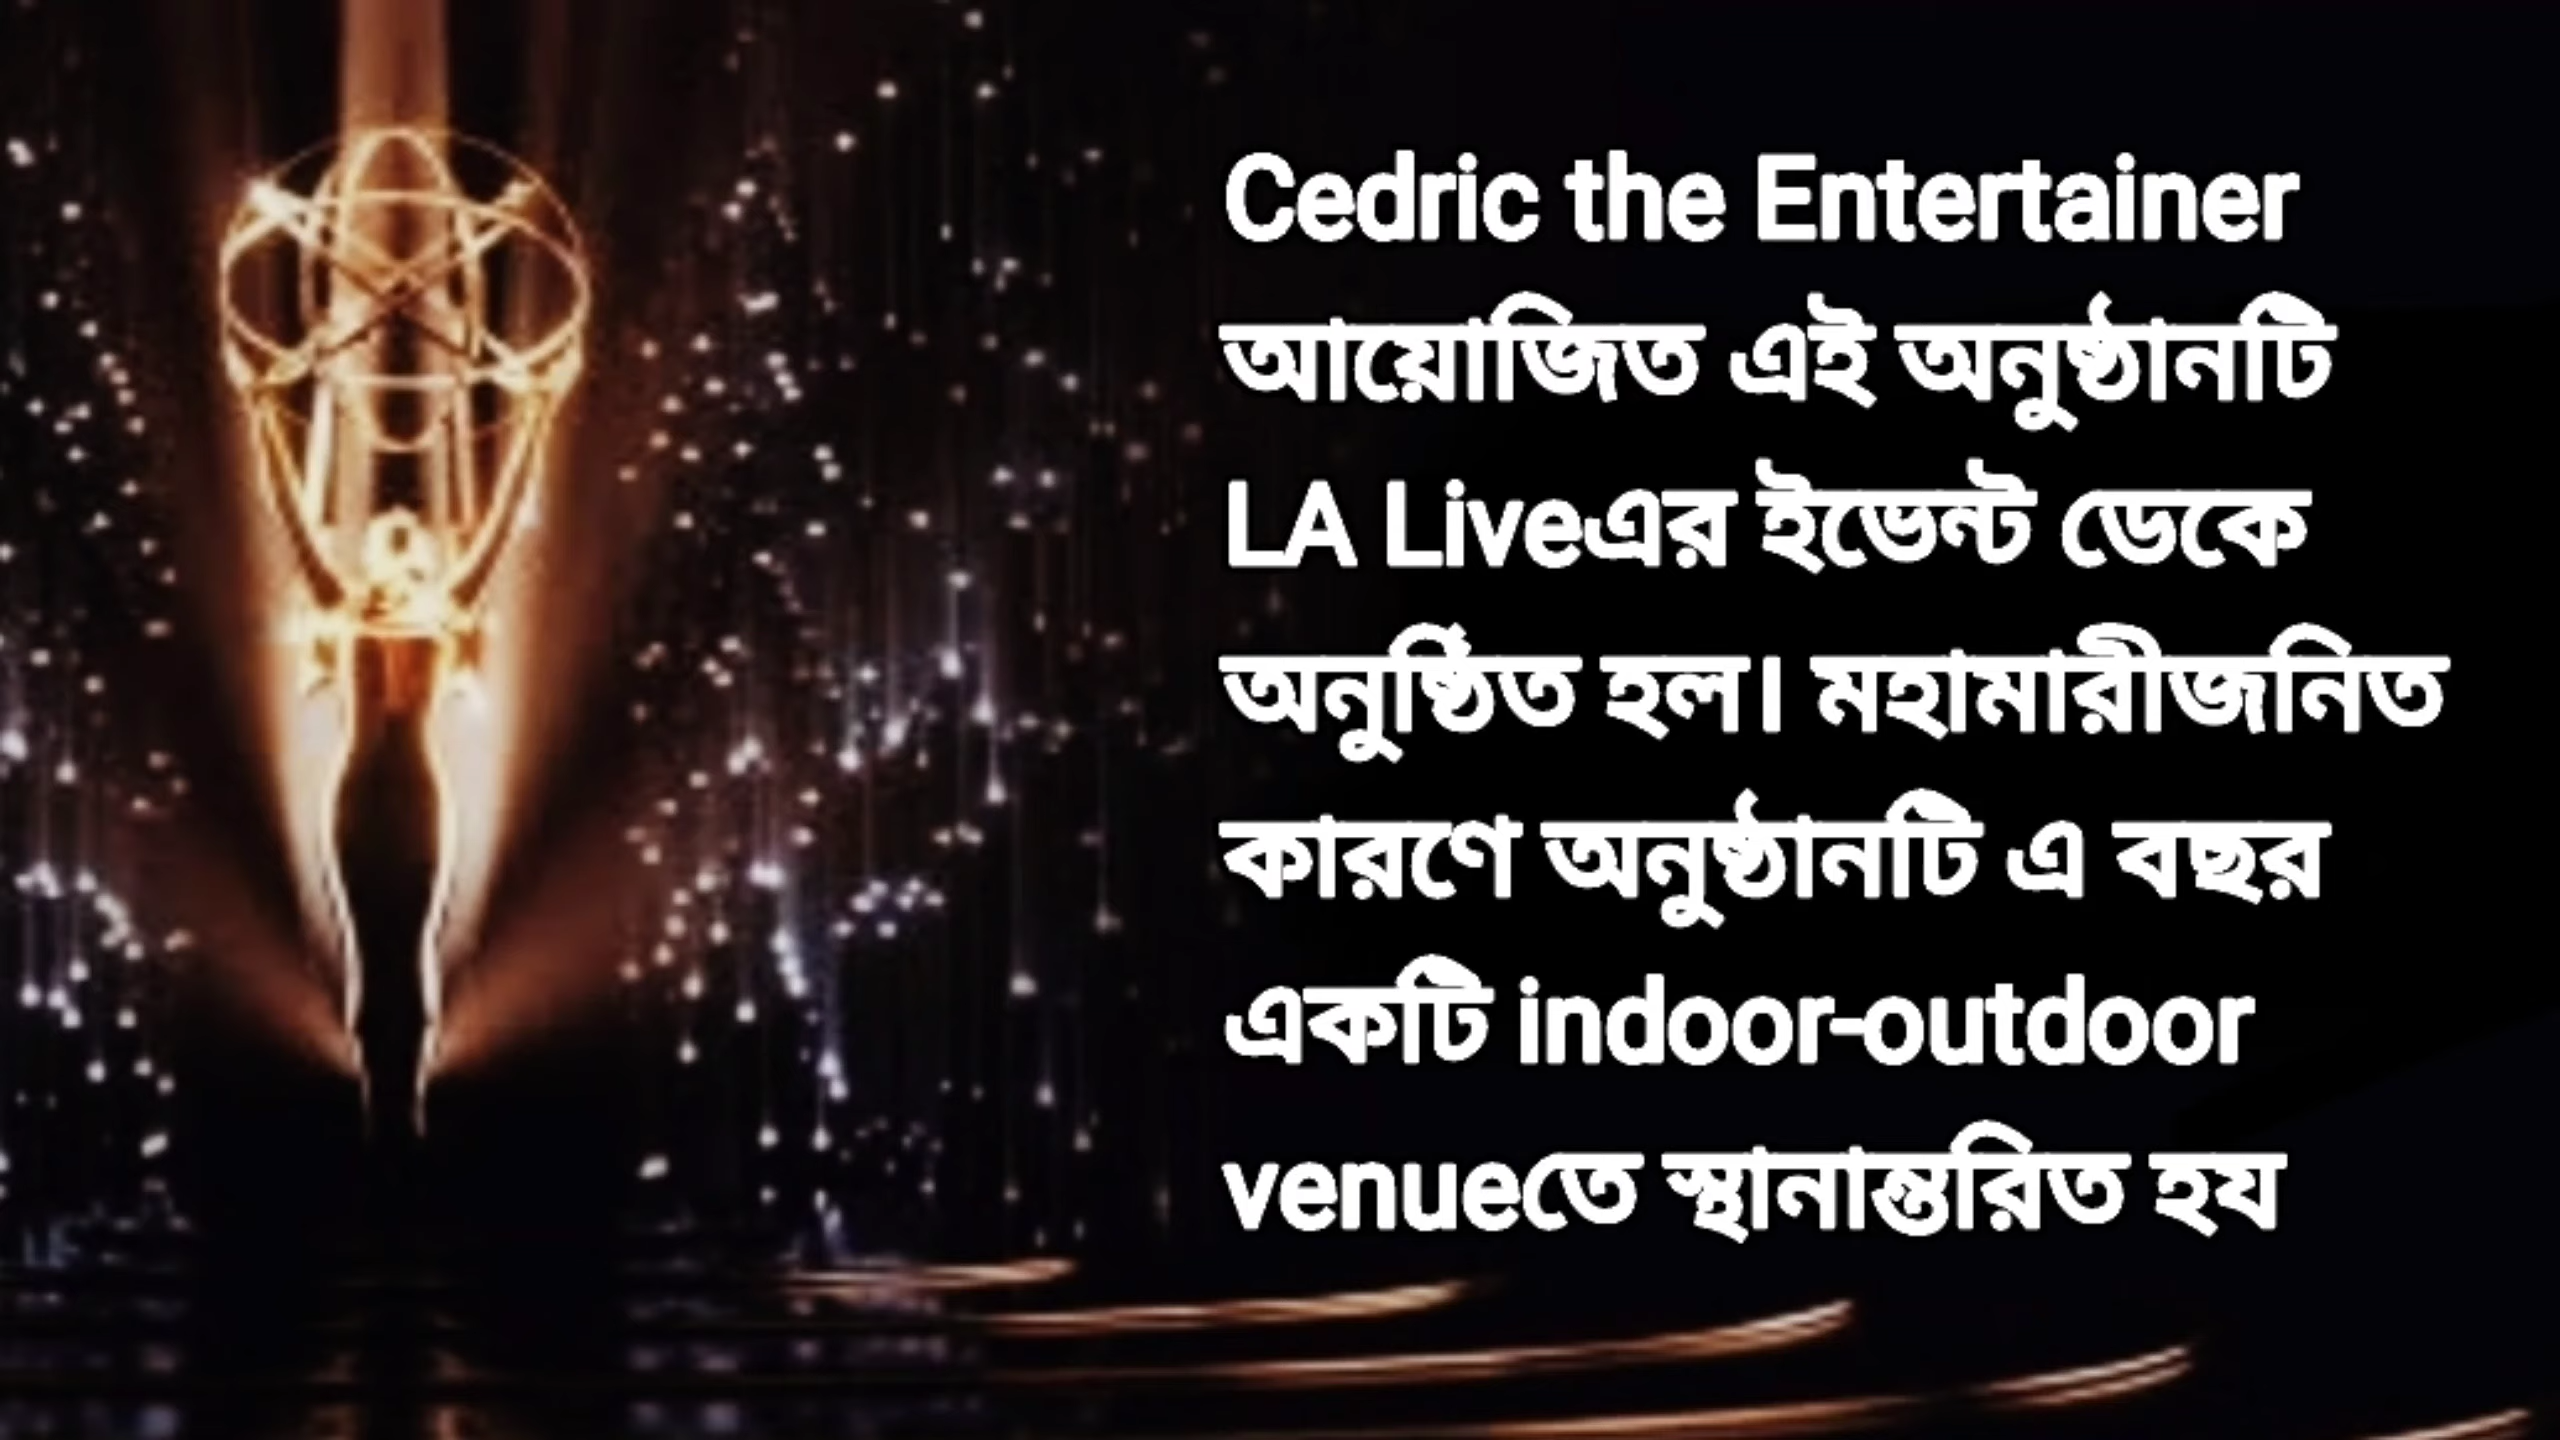 Cedric the Entertainer
আয়োজিত এই অনুষ্ঠানটি
LA Liveএর ইভেন্ট ডেকে
অনুষ্ঠিত হল। মহামারীজনিত
কারণে অনুষ্ঠানটি এ বছর
একটি indoor-outdoor
venueতে স্থানান্তরিত হয